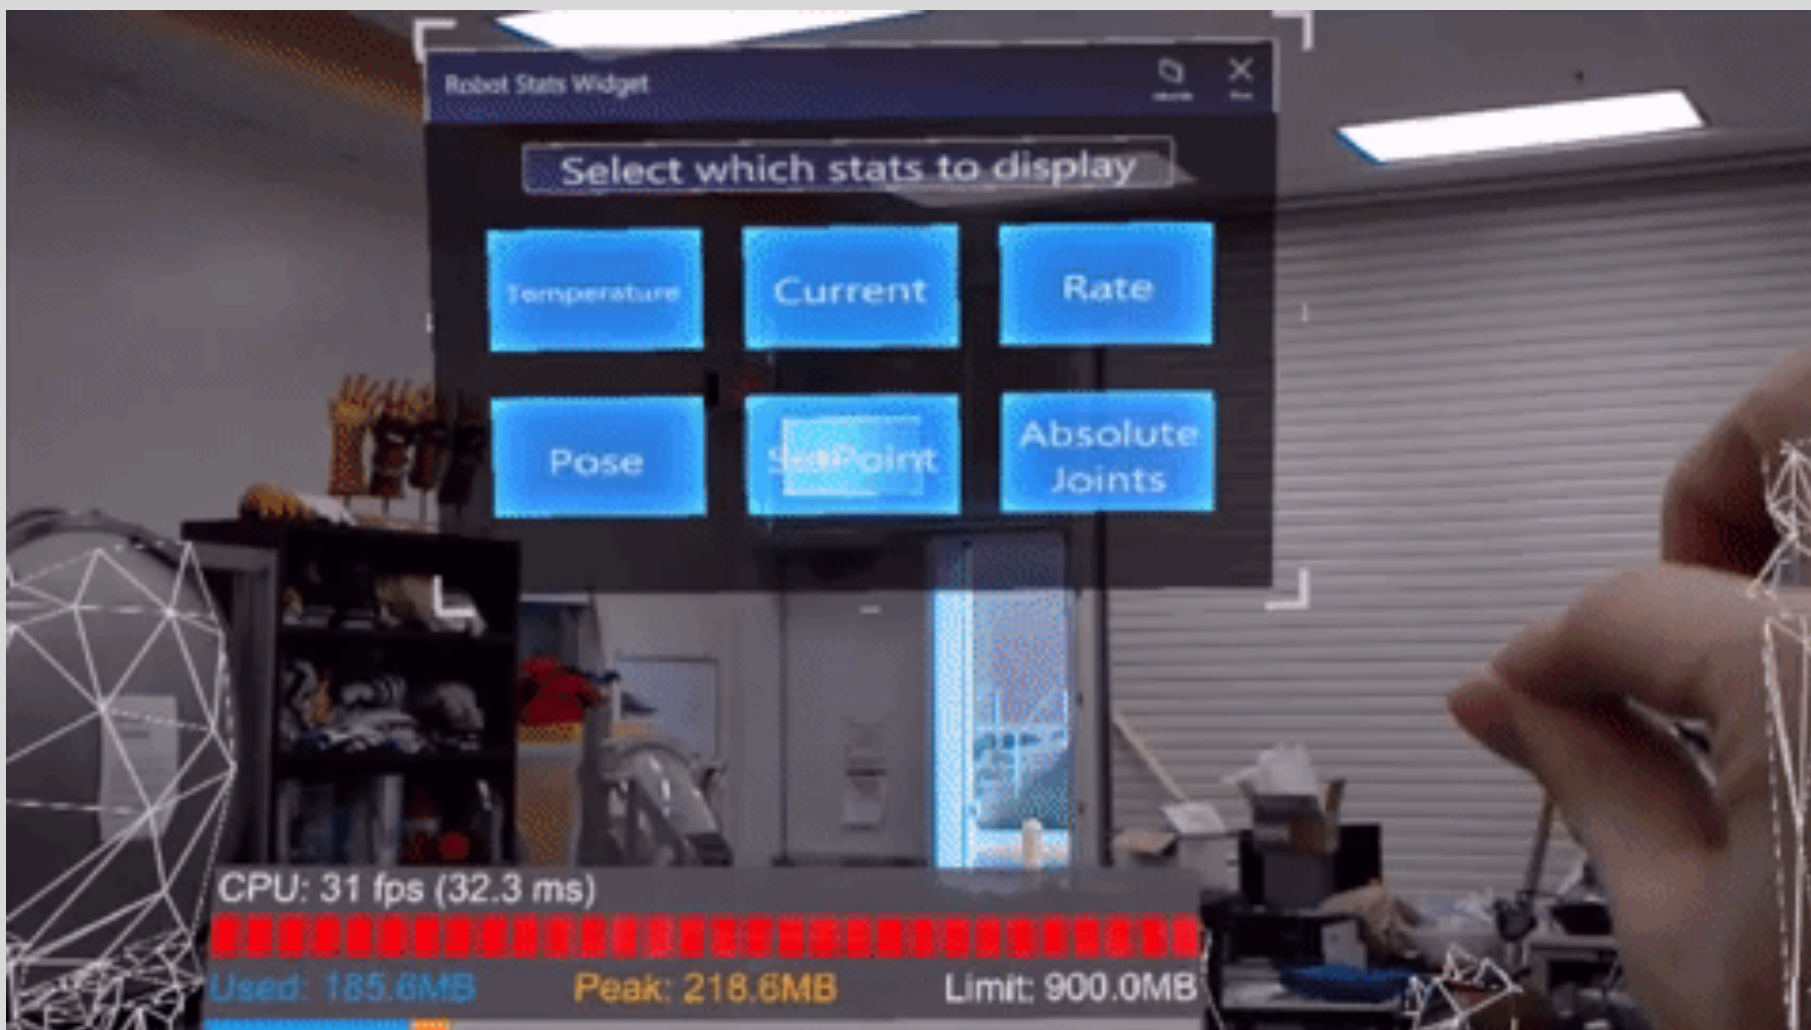 Robot Stats Widget
Select which stats to display
Temperature
Current
Rate
Pose
SetPoint
Absolute
Joints
CPU: 31 fps (32.3 ms)
Used: 185.6MB
Peak: 218.6MB
Limit: 900.0MB